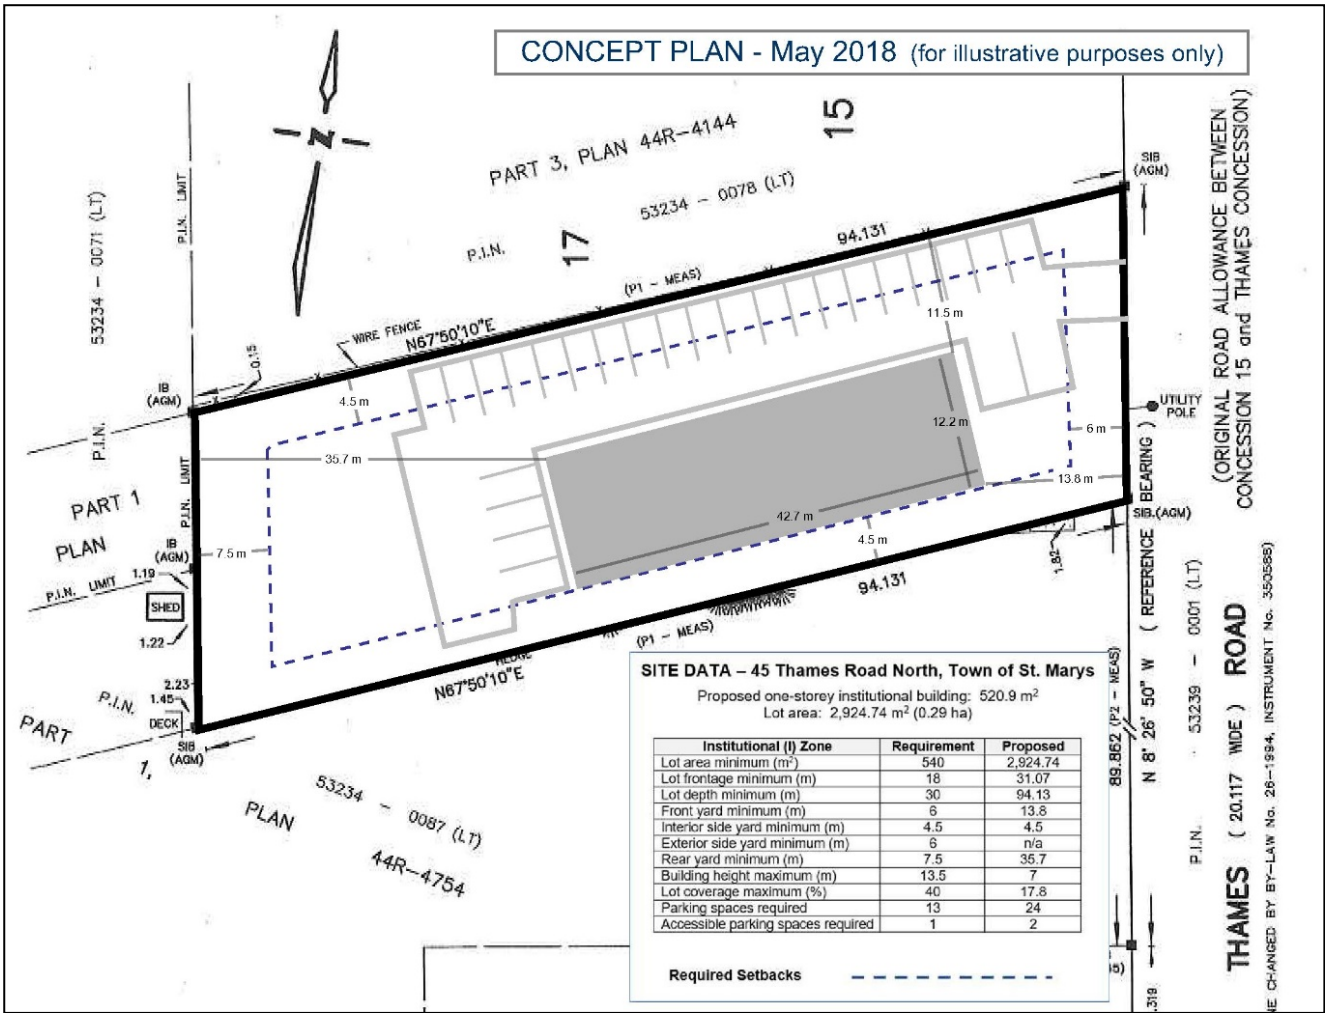 CONCEPT PLAN - May 2018 (for illustrative purposes only)
N
PART 3, PLAN 44R-4144
15
53234 - 0078 (LT)
P.I.N.
17
(P1 - MEAS)
94.131
SIB
(AGM)
(ORIGINAL ROAD ALLOWANCE BETWEEN
CONCESSION 15 and THAMES CONCESSION)
53234 - 0071 (LT)
P.I.N.
P.I.N. LIMIT
WIRE FENCE
N67°50'10"E
0.15
IB
(AGM)
4.5 m
11.5 m
12.2 m
35.7 m
42.7 m
4.5 m
7.5 m
6 m
13.8 m
UTILITY
POLE
SIB.(AGM)
1.82
PART 1
PLAN
P.I.N. LIMIT
IB
(AGM)
P.I.N. LIMIT
1.19
SHED
1.22
2.23
1.45
DECK
P.I.N.
PART
1,
SIB
(AGM)
94.131
(P1 - MEAS)
HEDGE
N67°50'10"E
53234 - 0087 (LT)
PLAN
44R-4754
SITE DATA – 45 Thames Road North, Town of St. Marys
Proposed one-storey institutional building: 520.9 m²
Lot area: 2,924.74 m² (0.29 ha)
Institutional (I) Zone Requirement Proposed
Lot area minimum (m²) 540 2,924.74
Lot frontage minimum (m) 18 31.07
Lot depth minimum (m) 30 94.13
Front yard minimum (m) 6 13.8
Interior side yard minimum (m) 4.5 4.5
Exterior side yard minimum (m) 6 n/a
Rear yard minimum (m) 7.5 35.7
Building height maximum (m) 13.5 7
Lot coverage maximum (%) 40 17.8
Parking spaces required 13 24
Accessible parking spaces required 1 2
Required Setbacks
89.862 (P2 - MEAS)
N 8° 26' 50" W ( REFERENCE BEARING )
P.I.N. 53239 - 0001 (LT)
THAMES ( 20.117 WIDE ) ROAD
CHANGED BY BY-LAW No. 26-1994, INSTRUMENT No. 350588)
.319